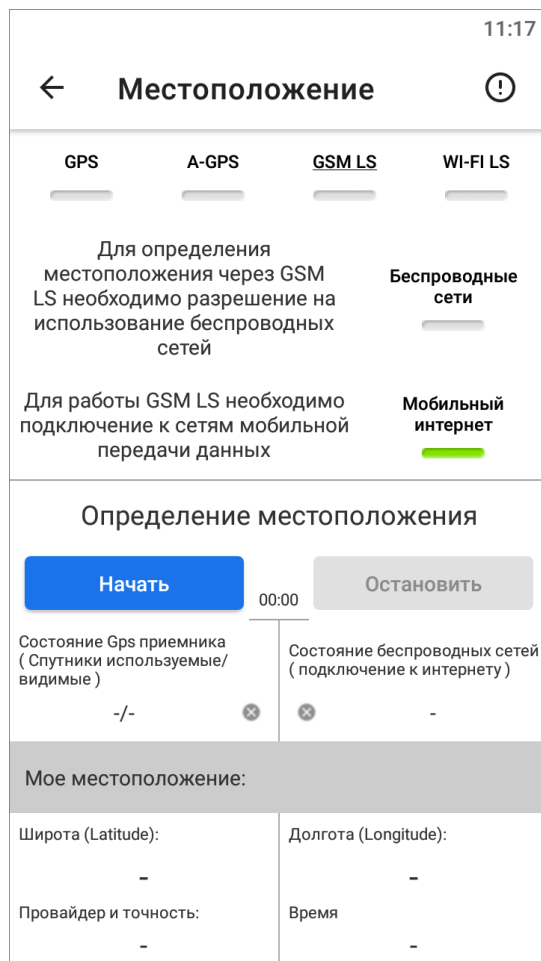 11:17
Местоположение
GPS
A-GPS
GSM LS
WI-FI LS
Для определения
местоположения через GSM
LS необходимо разрешение на
использование беспроводных
сетей
Беспроводные
сети
Для работы GSM LS необходимо
подключение к сетям мобильной
передачи данных
Мобильный
интернет
Определение местоположения
Начать
00:00
Остановить
Состояние Gps приемника
( Спутники используемые/
видимые )
-/-
Состояние беспроводных сетей
( подключение к интернету )
-
Мое местоположение:
Широта (Latitude):
-
Долгота (Longitude):
-
Провайдер и точность:
-
Время
-